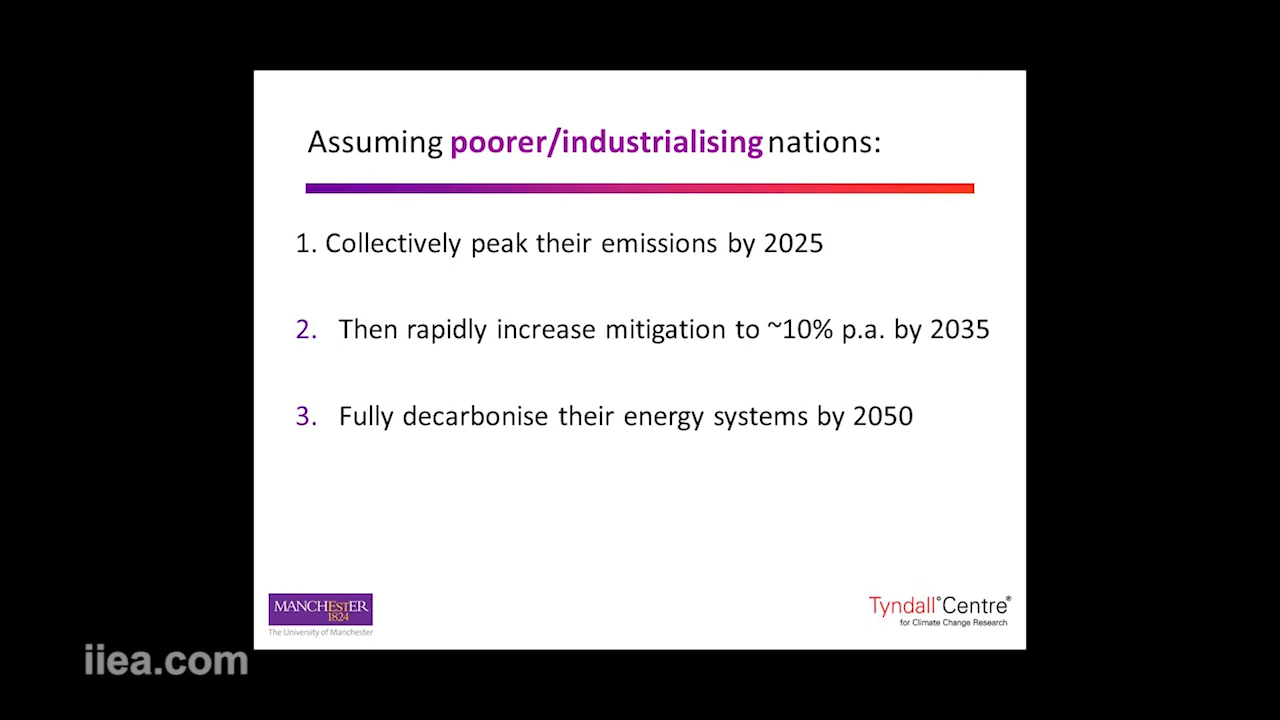 Assuming poorer/industrialising nations:
1. Collectively peak their emissions by 2025
2. Then rapidly increase mitigation to ~10% p.a. by 2035
3. Fully decarbonise their energy systems by 2050
MANCHESTER
1824
The University of Manchester
Tyndall°Centre®
for Climate Change Research
iiea.com